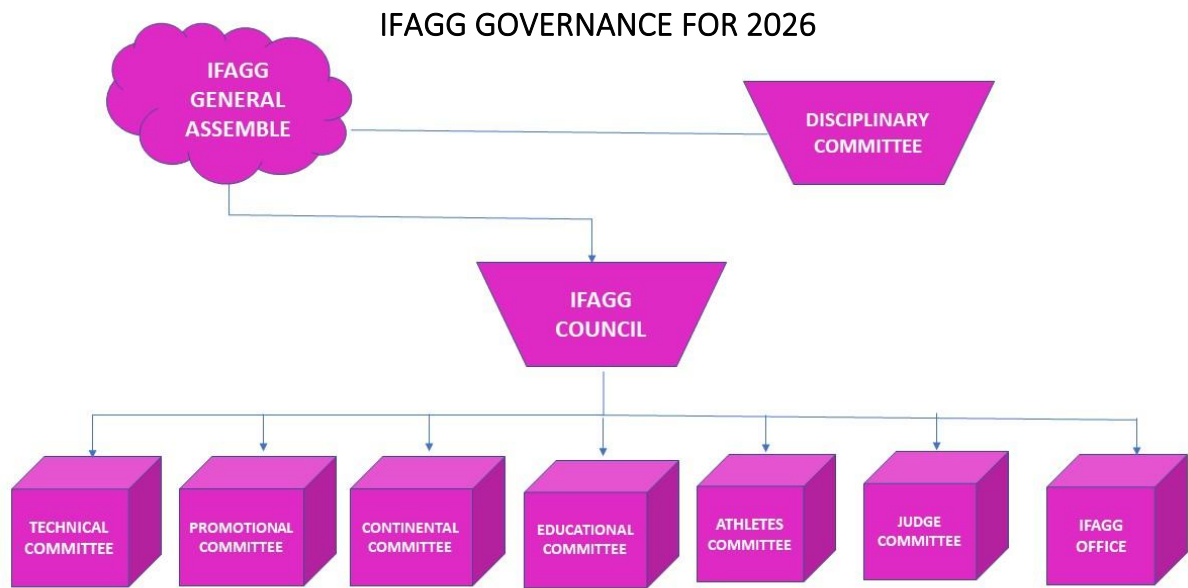 IFAGG GOVERNANCE FOR 2026
IFAGG
GENERAL
ASSEMBLE
DISCIPLINARY
COMMITTEE
IFAGG
COUNCIL
TECHNICAL
COMMITTEE
PROMOTIONAL
COMMITTEE
CONTINENTAL
COMMITTEE
EDUCATIONAL
COMMITTEE
ATHLETES
COMMITTEE
JUDGE
COMMITTEE
IFAGG
OFFICE